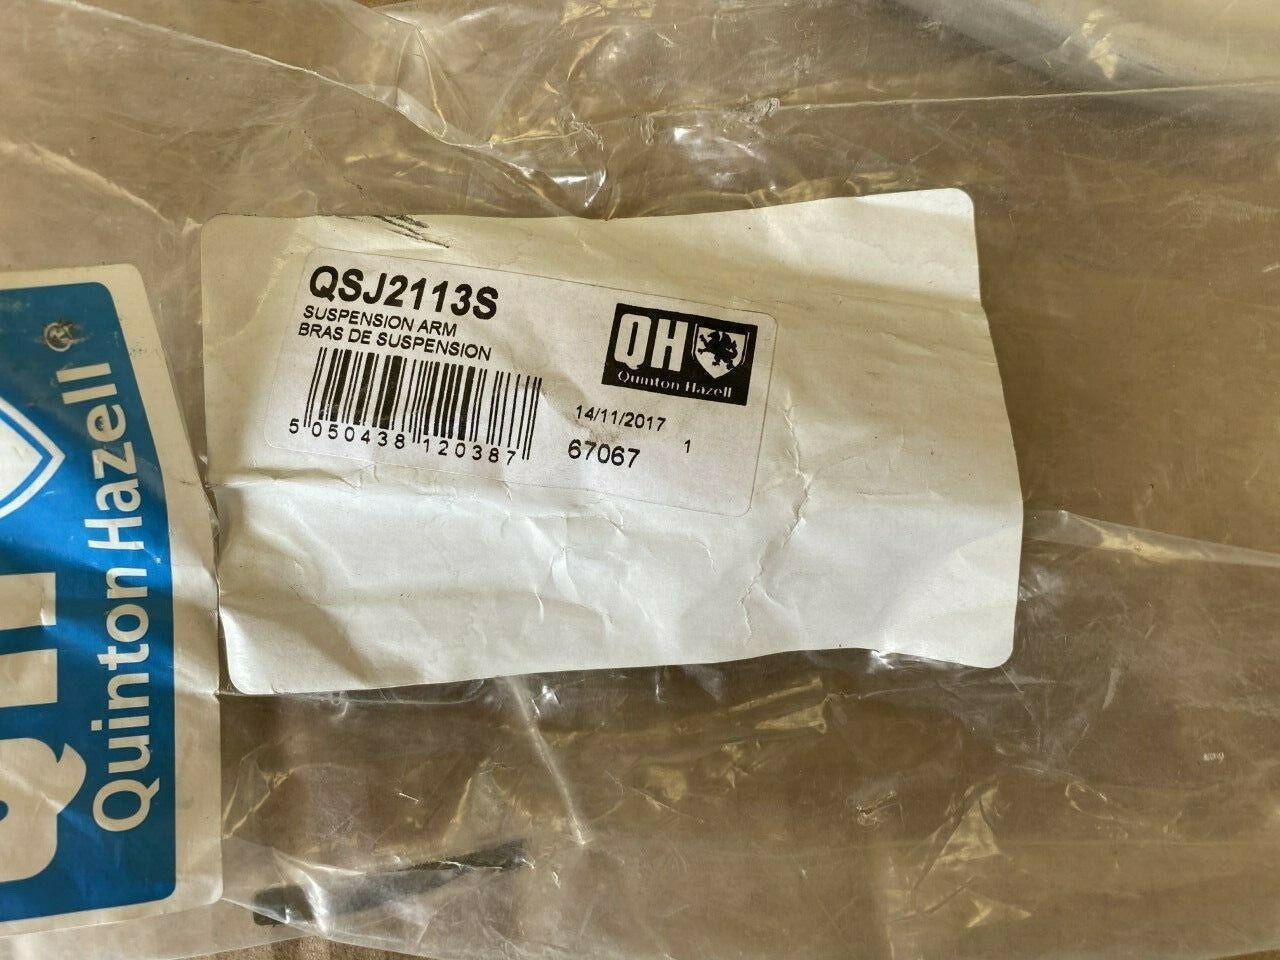 QSJ2113S
SUSPENSION ARM
BRAS DE SUSPENSION
5 050438 120387
QH
Quinton Hazell
14/11/2017
67067
1
QH
Quinton Hazell